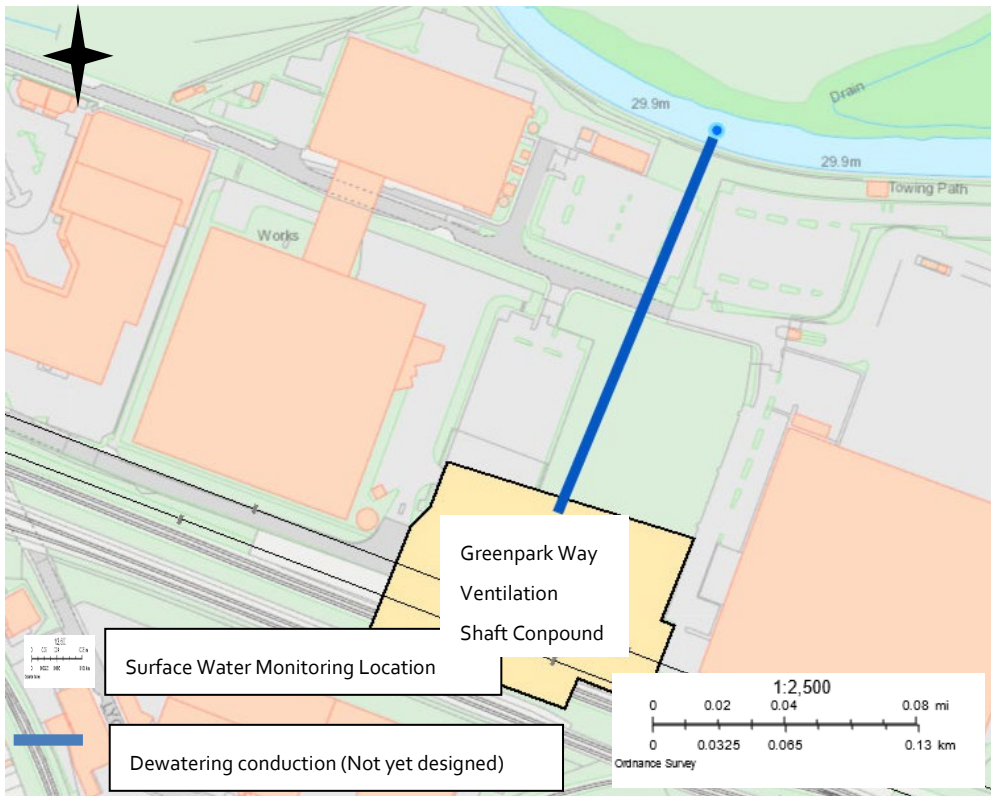 29.9m
Drain
29.9m
Towing Path
Works
Greenpark Way
Ventilation
Shaft Conpound
Surface Water Monitoring Location
Dewatering conduction (Not yet designed)
1:2,500
0 0.02 0.04 0.08 mi
0 0.0325 0.065 0.13 km
Ordnance Survey